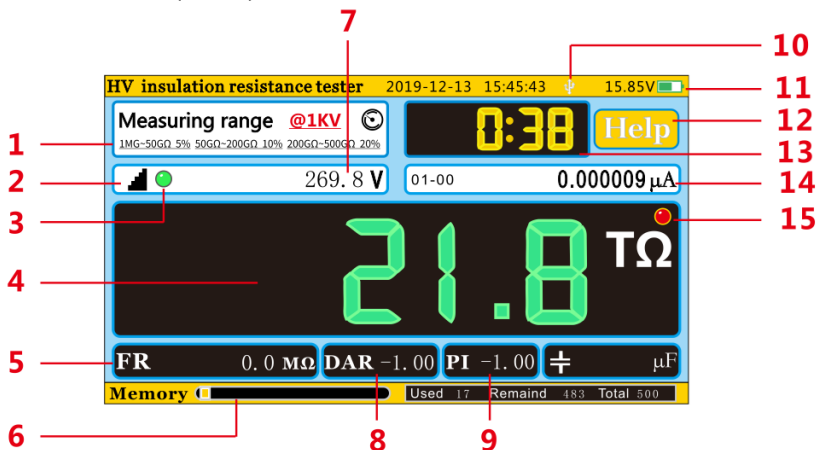 7
10
HV insulation resistance tester 2019-12-13 15:45:43 15.85V
11
Measuring range @1KV
0:38
Help
12
1
1MG~50GΩ 5% 50GΩ~200GΩ 10% 200GΩ~500GΩ 20%
13
2
269.8 V
01-00
0.000009 μA
14
3
15
21.8
TΩ
4
5
FR 0.0 MΩ
DAR -1.00
PI -1.00
μF
Memory
Used 17 Remaind 483 Total 500
6
8
9